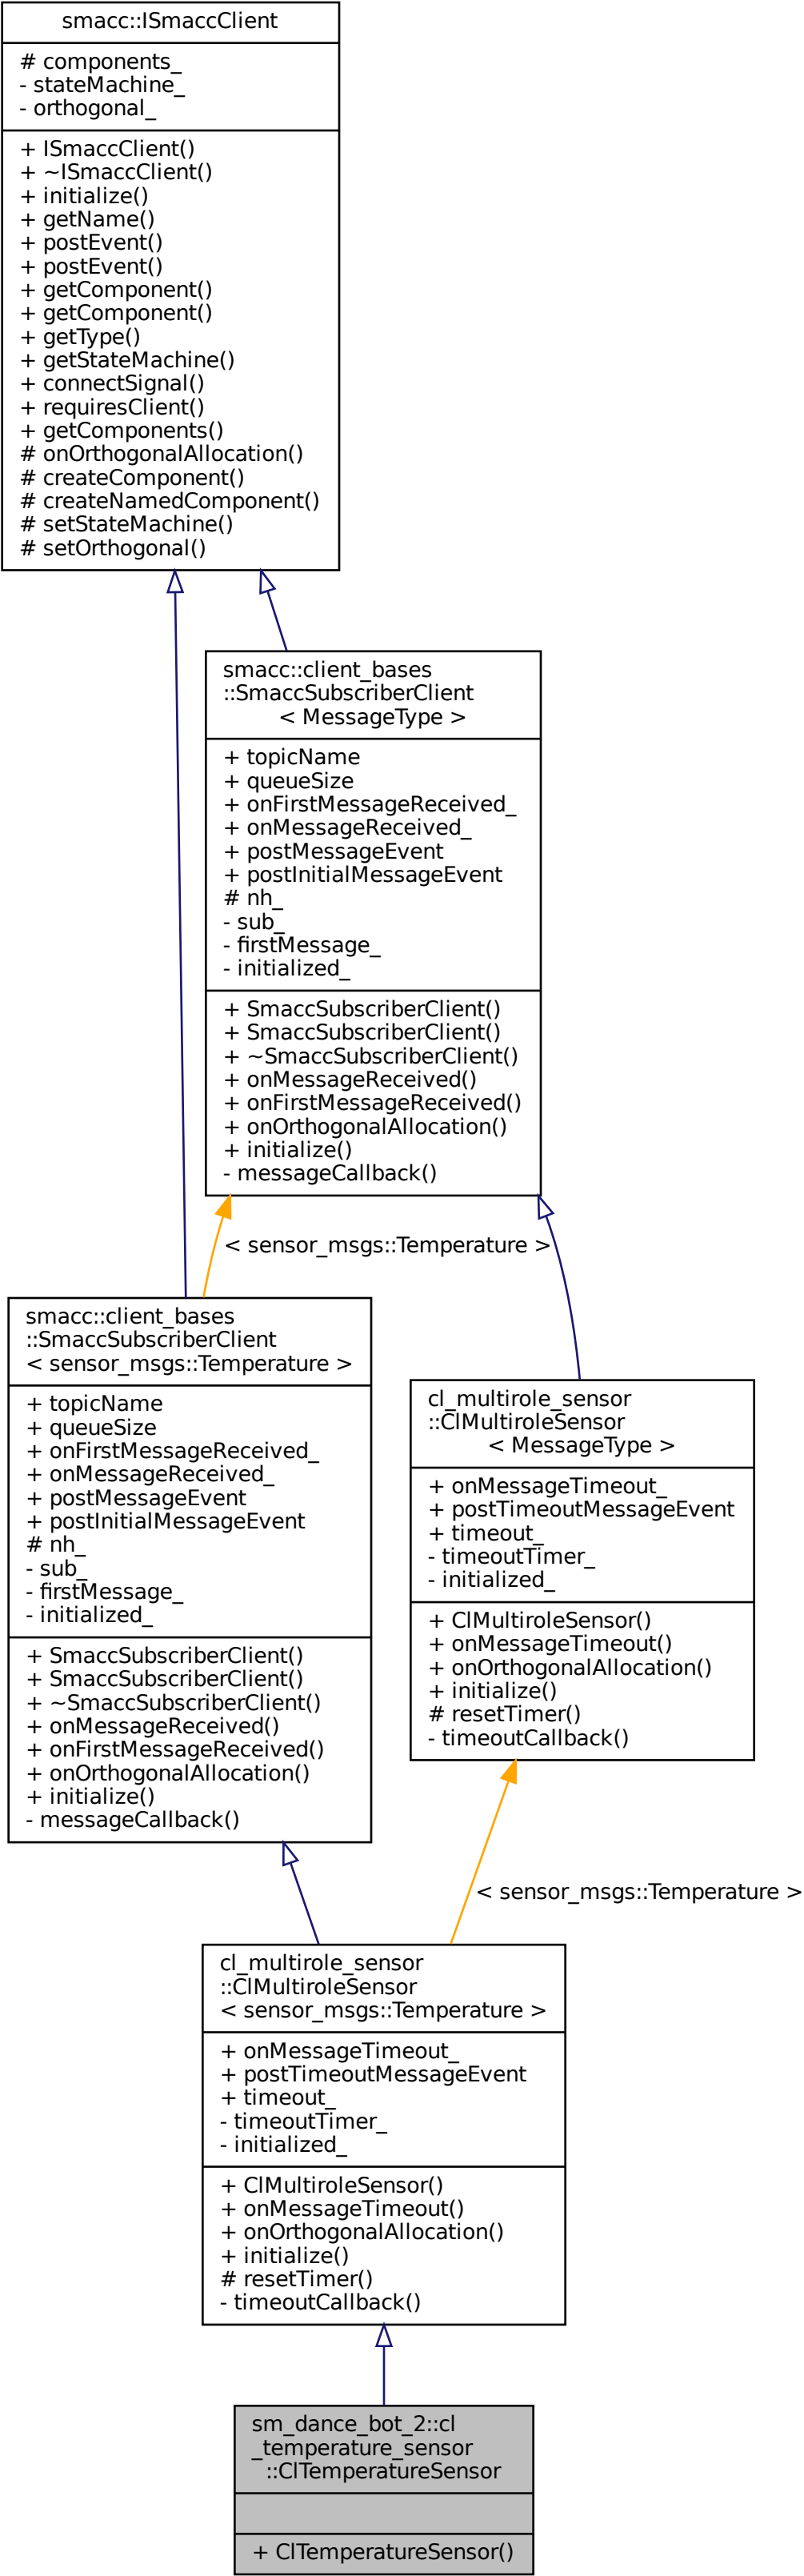 smacc::ISmaccClient
# components_
- stateMachine_
- orthogonal_
+ ISmaccClient()
+ ~ISmaccClient()
+ initialize()
+ getName()
+ postEvent()
+ postEvent()
+ getComponent()
+ getComponent()
+ getType()
+ getStateMachine()
+ connectSignal()
+ requiresClient()
+ getComponents()
# onOrthogonalAllocation()
# createComponent()
# createNamedComponent()
# setStateMachine()
# setOrthogonal()
smacc::client_bases
::SmaccSubscriberClient
< MessageType >
+ topicName
+ queueSize
+ onFirstMessageReceived_
+ onMessageReceived_
+ postMessageEvent
+ postInitialMessageEvent
# nh_
- sub_
- firstMessage_
- initialized_
+ SmaccSubscriberClient()
+ SmaccSubscriberClient()
+ ~SmaccSubscriberClient()
+ onMessageReceived()
+ onFirstMessageReceived()
+ onOrthogonalAllocation()
+ initialize()
- messageCallback()
< sensor_msgs::Temperature >
smacc::client_bases
::SmaccSubscriberClient
< sensor_msgs::Temperature >
+ topicName
+ queueSize
+ onFirstMessageReceived_
+ onMessageReceived_
+ postMessageEvent
+ postInitialMessageEvent
# nh_
- sub_
- firstMessage_
- initialized_
+ SmaccSubscriberClient()
+ SmaccSubscriberClient()
+ ~SmaccSubscriberClient()
+ onMessageReceived()
+ onFirstMessageReceived()
+ onOrthogonalAllocation()
+ initialize()
- messageCallback()
cl_multirole_sensor
::ClMultiroleSensor
< MessageType >
+ onMessageTimeout_
+ postTimeoutMessageEvent
+ timeout_
- timeoutTimer_
- initialized_
+ ClMultiroleSensor()
+ onMessageTimeout()
+ onOrthogonalAllocation()
+ initialize()
# resetTimer()
- timeoutCallback()
< sensor_msgs::Temperature >
cl_multirole_sensor
::ClMultiroleSensor
< sensor_msgs::Temperature >
+ onMessageTimeout_
+ postTimeoutMessageEvent
+ timeout_
- timeoutTimer_
- initialized_
+ ClMultiroleSensor()
+ onMessageTimeout()
+ onOrthogonalAllocation()
+ initialize()
# resetTimer()
- timeoutCallback()
sm_dance_bot_2::cl
_temperature_sensor
::ClTemperatureSensor
+ ClTemperatureSensor()